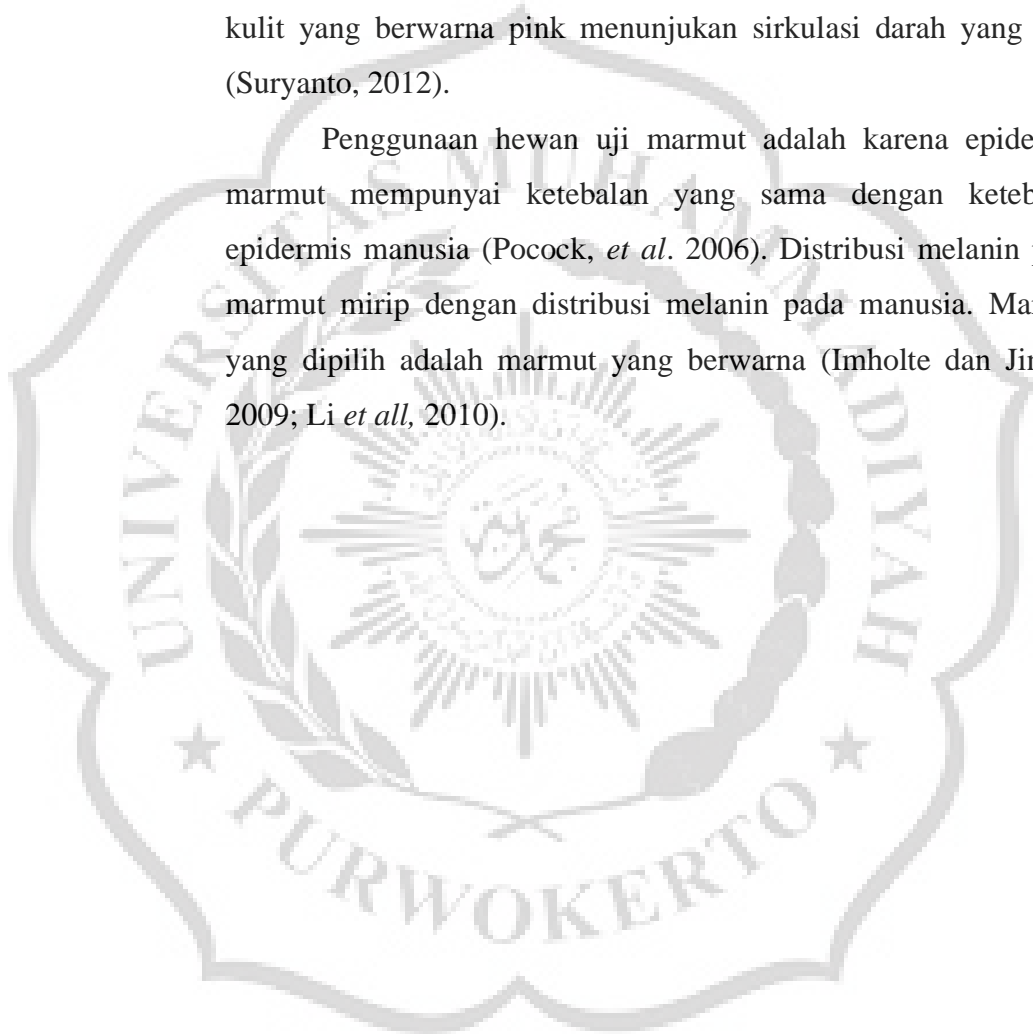 kulit yang berwarna pink menunjukan sirkulasi darah yang
(Suryanto, 2012).
Penggunaan hewan uji marmut adalah karena epide
marmut mempunyai ketebalan yang sama dengan keteb
epidermis manusia (Pocock, et al. 2006). Distribusi melanin
marmut mirip dengan distribusi melanin pada manusia. Ma
yang dipilih adalah marmut yang berwarna (Imholte dan Ji
2009; Li et all, 2010).
UNIVERSITAS MUHAMMADIYAH
PURWOKERTO